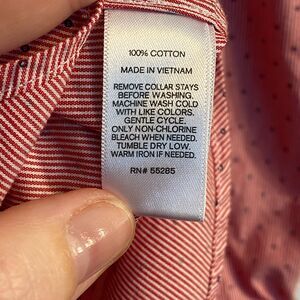 100% COTTON
MADE IN VIETNAM
REMOVE COLLAR STAYS
BEFORE WASHING.
MACHINE WASH COLD
WITH LIKE COLORS.
GENTLE CYCLE.
ONLY NON-CHLORINE
BLEACH WHEN NEEDED.
TUMBLE DRY LOW.
WARM IRON IF NEEDED.
RN# 55285